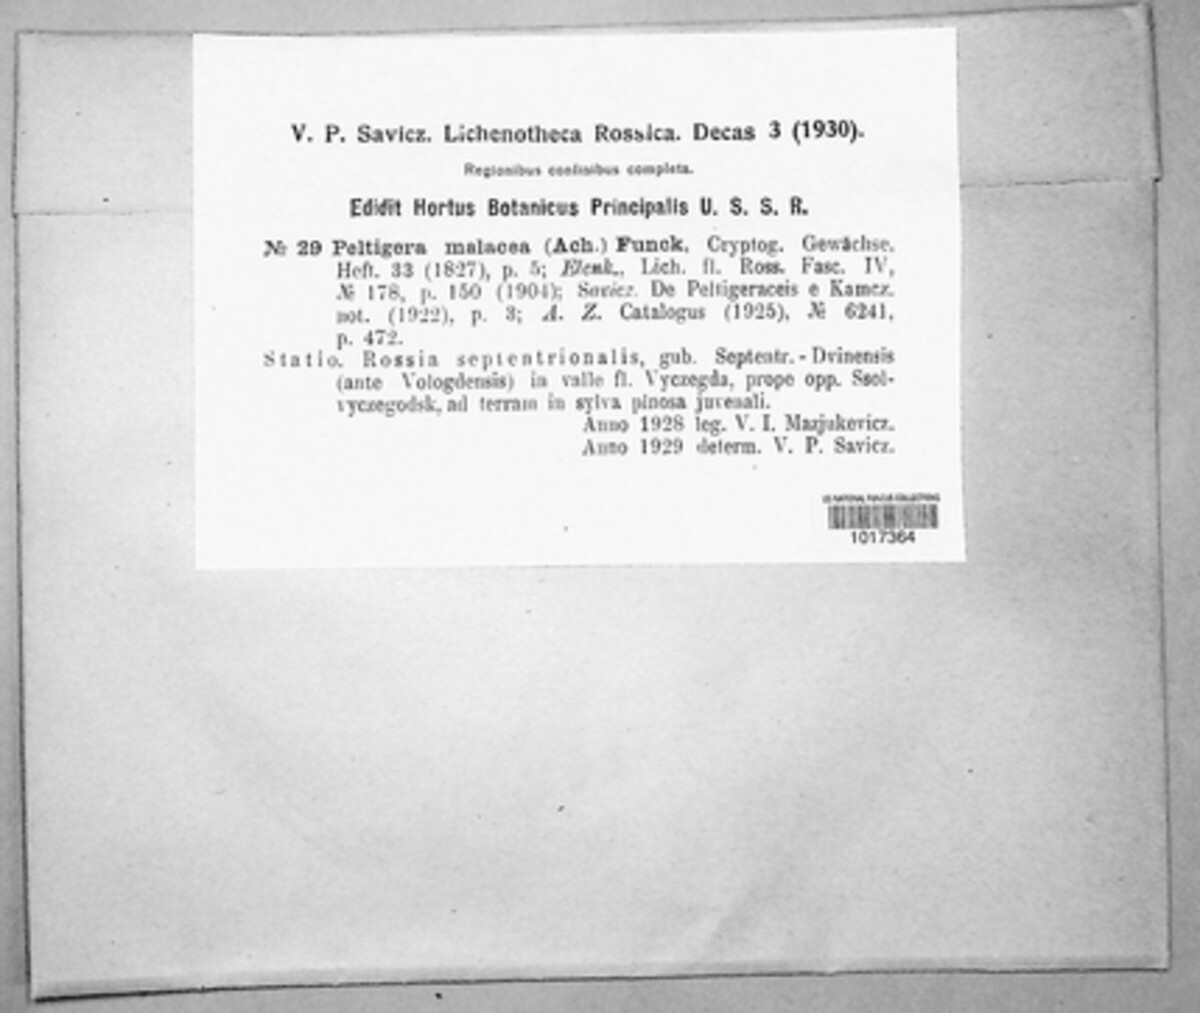 V. P. Savicz. Lichenotheca Rossica. Decas 3 (1930).
Regionibus confinibus completa.
Edidit Hortus Botanicus Principalis U. S. S. R.
№ 29 Peltigera malacea (Ach.) Funck, Cryptog. Gewächse.
Heft. 33 (1827), p. 5; Elenk., Lich. fl. Ross. Fasc. IV,
№ 178, p. 150 (1904); Savicz. De Peltigeraceis e Kamcz.
not. (1922), p. 3; A. Z. Catalogus (1925), № 6241,
p. 472.
Statio. Rossia septentrionalis, gub. Septentr.-Dvinensis
(ante Vologdensis) in valle fl. Vyczegda, prope opp. Ssol-
vyczegodsk, ad terram in sylva pinosa juvenali.
Anno 1928 leg. V. I. Mazjukevicz.
Anno 1929 determ. V. P. Savicz.
US NATIONAL FUNGUS COLLECTIONS
1017364